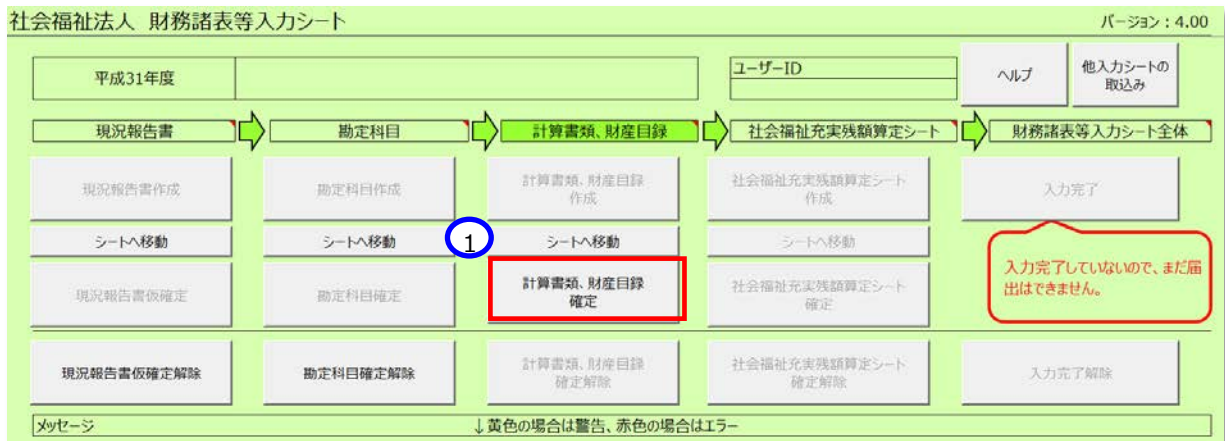 社会福祉法人 財務諸表等入力シート
バージョン：4.00
平成31年度
ユーザーID
ヘルプ
他入力シートの
取込み
現況報告書
勘定科目
計算書類、財産目録
社会福祉充実残額算定シート
財務諸表等入力シート全体
現況報告書作成
勘定科目作成
計算書類、財産目録
作成
社会福祉充実残額算定シート
作成
入力完了
シートへ移動
シートへ移動
1
シートへ移動
シートへ移動
入力完了していないので、まだ届
出はできません。
現況報告書仮確定
勘定科目確定
計算書類、財産目録
確定
社会福祉充実残額算定シート
確定
現況報告書仮確定解除
勘定科目確定解除
計算書類、財産目録
確定解除
社会福祉充実残額算定シート
確定解除
入力完了解除
メッセージ
↓黄色の場合は警告、赤色の場合はエラー